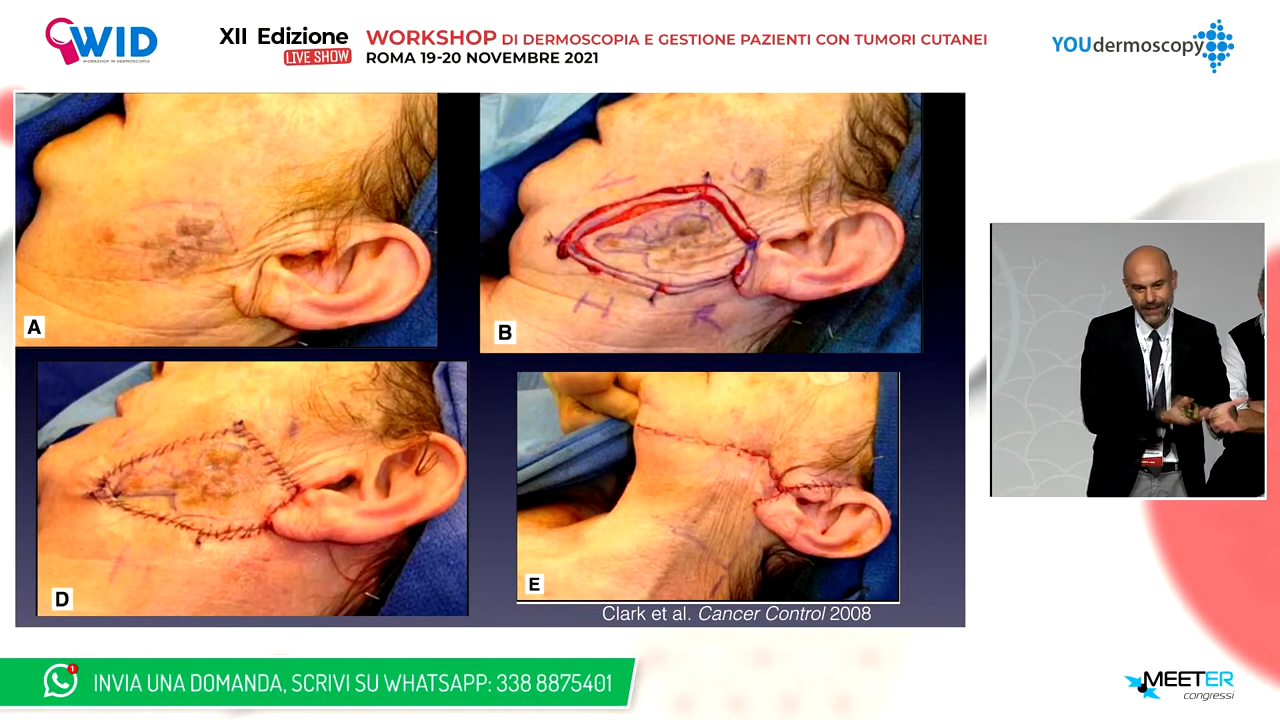 WID
WORKSHOP IN DERMOSCOPIA
XII Edizione
LIVE SHOW
WORKSHOP DI DERMOSCOPIA E GESTIONE PAZIENTI CON TUMORI CUTANEI
ROMA 19-20 NOVEMBRE 2021
YOUdermoscopy
A
B
D
E
Clark et al. Cancer Control 2008
1
INVIA UNA DOMANDA, SCRIVI SU WHATSAPP: 338 8875401
MEETER
congressi